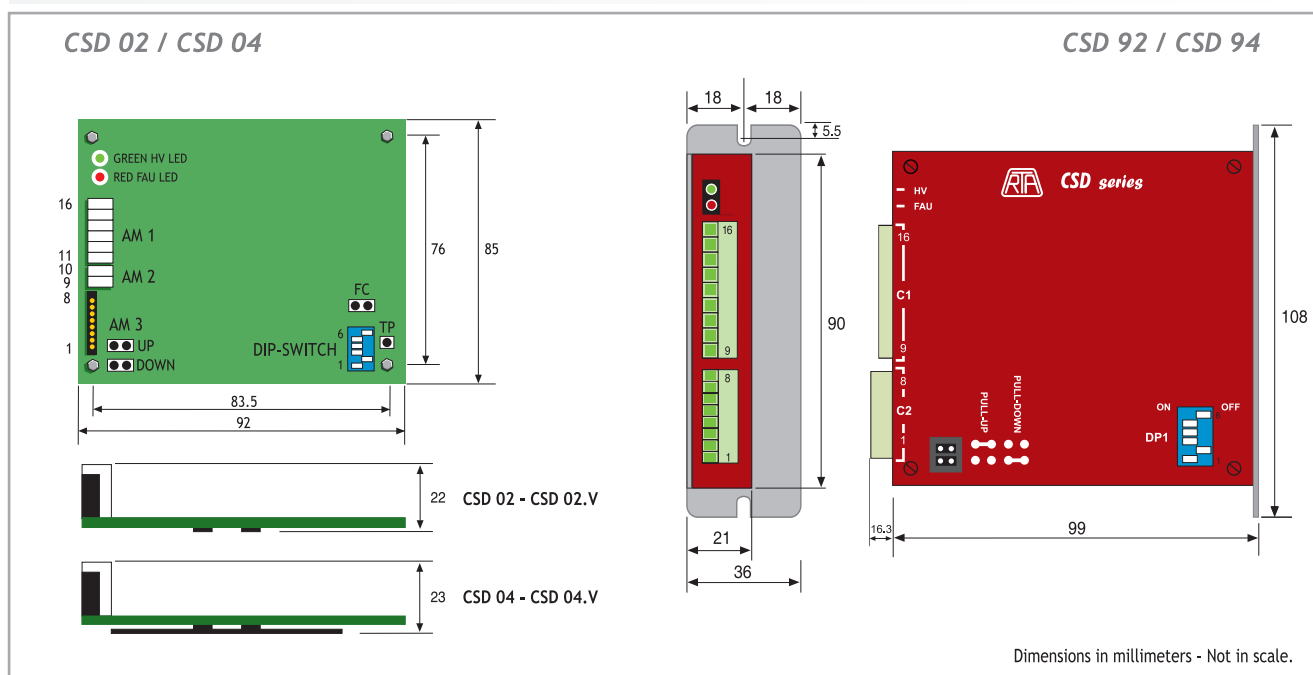 CSD 02 / CSD 04
CSD 92 / CSD 94
GREEN HV LED
RED FAU LED
16
AM 1
11
10
AM 2
9
8
AM 3
1
UP
DOWN
FC
TP
6
DIP-SWITCH
1
76
85
83.5
92
22
CSD 02 - CSD 02.V
23
CSD 04 - CSD 04.V
18
18
5.5
16
9
8
1
90
21
36
RTA
CSD series
HV
FAU
16
C1
9
8
C2
1
PULL-UP
PULL-DOWN
ON
OFF
DP1
1
108
16.3
99
Dimensions in millimeters - Not in scale.